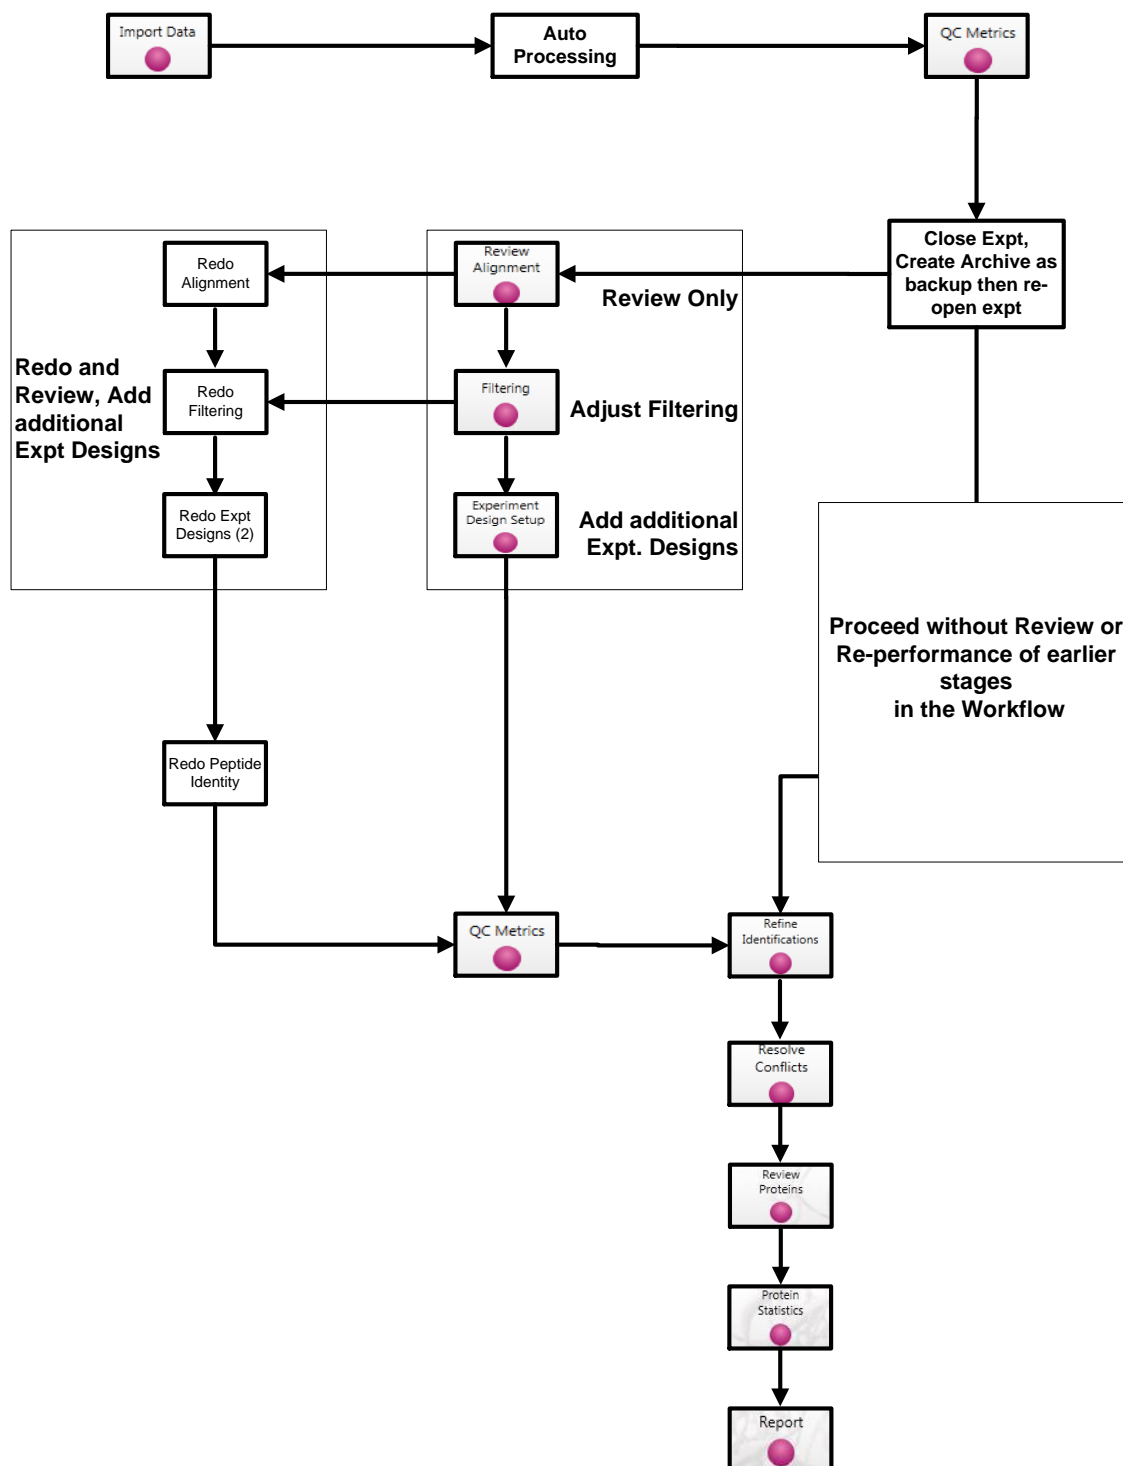 Import Data
Auto
Processing
QC Metrics
Close Expt,
Create Archive as
backup then re-
open expt
Review
Alignment
Review Only
Redo
Alignment
Redo and
Review, Add
additional
Expt Designs
Redo
Filtering
Filtering
Adjust Filtering
Redo Expt
Designs (2)
Experiment
Design Setup
Add additional
Expt. Designs
Proceed without Review or
Re-performance of earlier
stages
in the Workflow
Redo Peptide
Identity
QC Metrics
Refine
Identifications
Resolve
Conflicts
Review
Proteins
Protein
Statistics
Report